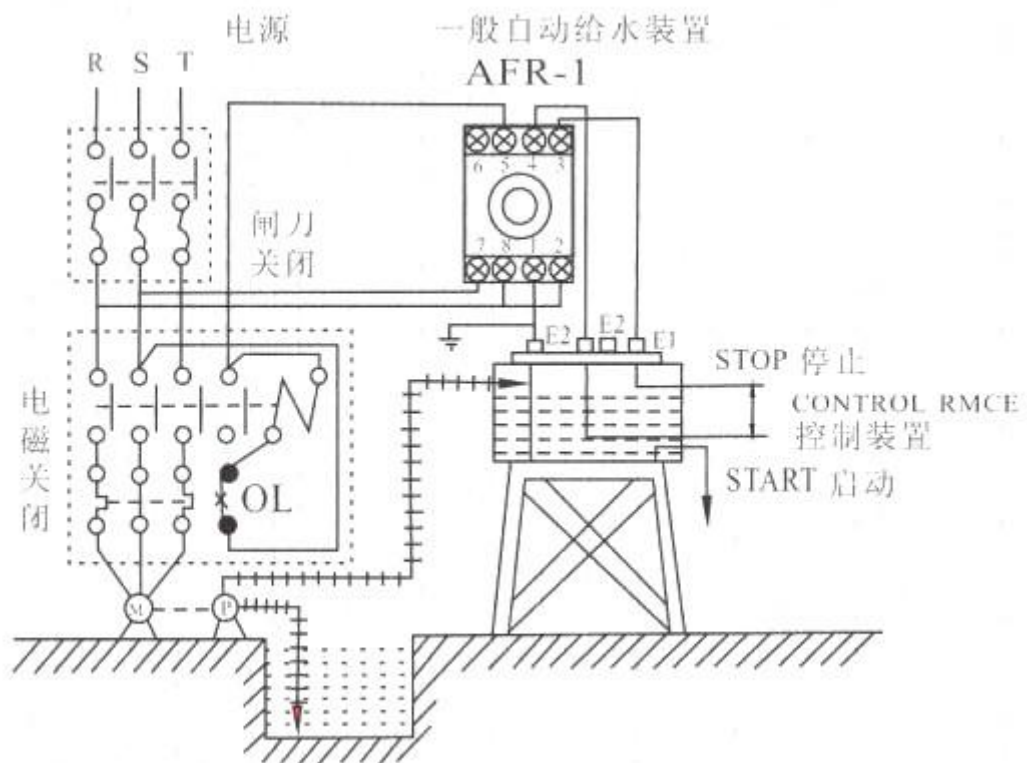 电源
一般自动给水装置
AFR-1
R S T
6 5 4 3
7 8 1 2
闸刀
关闭
E2 E2 E1
STOP 停止
CONTROL RMCE
控制装置
START 启动
电磁关闭
OL
M P